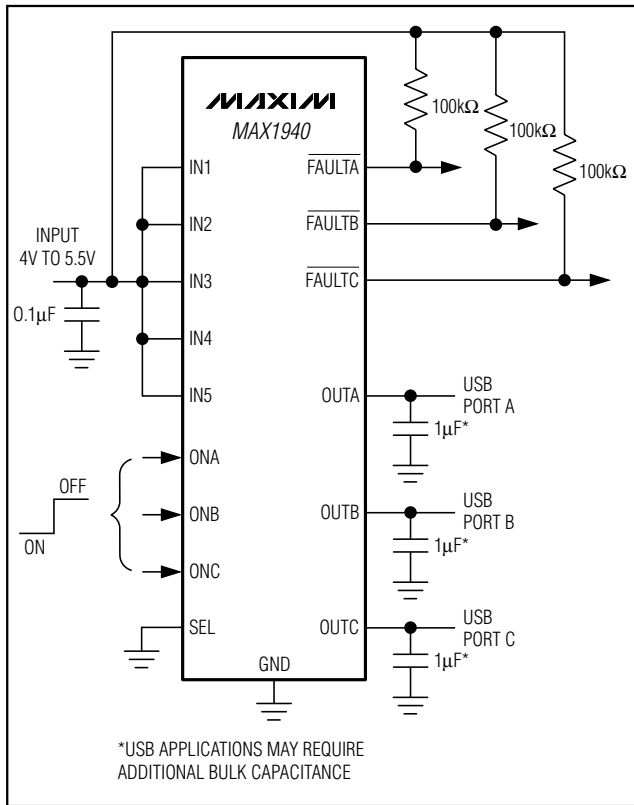 MAXIM
MAX1940
100kΩ
100kΩ
100kΩ
IN1
FAULTA
IN2
FAULTB
INPUT
4V TO 5.5V
IN3
FAULTC
0.1µF
IN4
IN5
OUTA
USB
PORT A
1µF*
ONA
OFF
ON
ONB
OUTB
USB
PORT B
1µF*
ONC
SEL
OUTC
USB
PORT C
1µF*
GND
*USB APPLICATIONS MAY REQUIRE
ADDITIONAL BULK CAPACITANCE